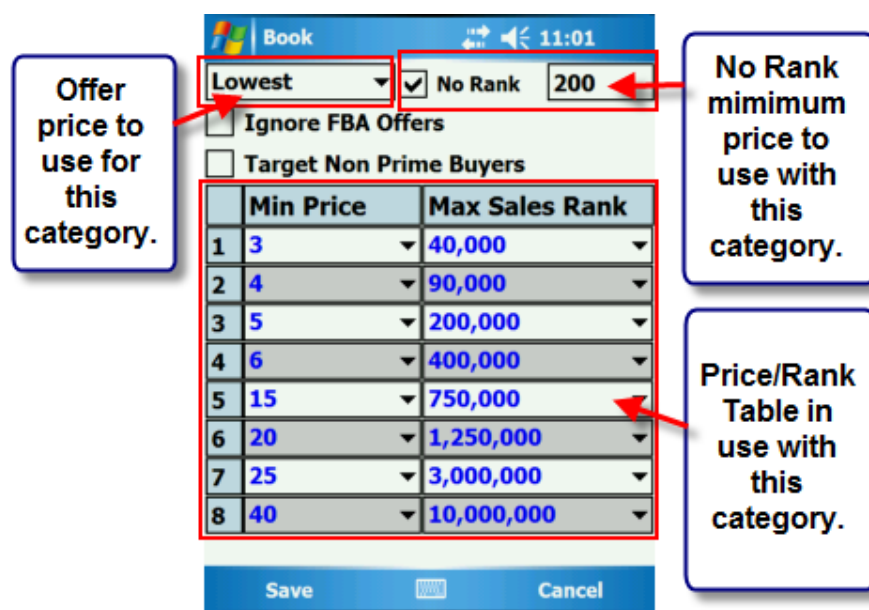 Book 11:01
Lowest No Rank 200
Ignore FBA Offers
Target Non Prime Buyers
Min Price Max Sales Rank
1 3 40,000
2 4 90,000
3 5 200,000
4 6 400,000
5 15 750,000
6 20 1,250,000
7 25 3,000,000
8 40 10,000,000
Save Cancel
Offer
price to
use for
this
category.
No Rank
mimimum
price to
use with
this
category.
Price/Rank
Table in
use with
this
category.